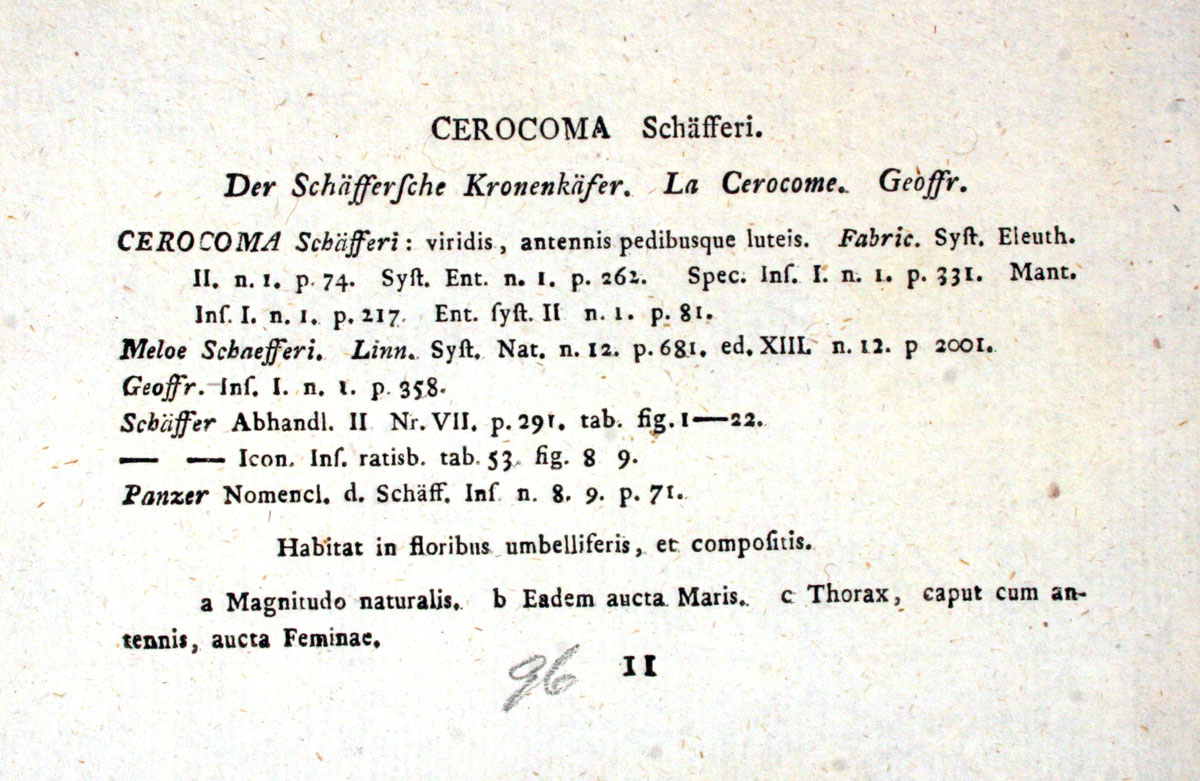 CEROCOMA Schäfferi.
Der Schäfferſche Kronenkäfer. La Cerocome. Geoffr.
CEROCOMA Schäfferi: viridis, antennis pedibusque luteis. Fabric. Syſt. Eleuth.
II. n. 1. p. 74. Syſt. Ent. n. 1. p. 262. Spec. Inſ. I. n. 1. p. 331. Mant.
Inſ. I. n. 1. p. 217. Ent. ſyſt. II n. 1. p. 81.
Meloe Schaefferi. Linn. Syſt. Nat. n. 12. p. 681. ed. XIII. n. 12. p 2001.
Geoffr. Inſ. I. n. 1. p. 358.
Schäffer Abhandl. II Nr. VII. p. 291. tab. fig. 1—22.
— — Icon. Inſ. ratisb. tab. 53. fig. 8 9.
Panzer Nomencl. d. Schäff. Inſ n. 8. 9. p. 71.
Habitat in floribus umbelliferis, et compoſitis.
a Magnitudo naturalis. b Eadem aucta Maris. c Thorax, caput cum an-
tennis, aucta Feminae.
96 11